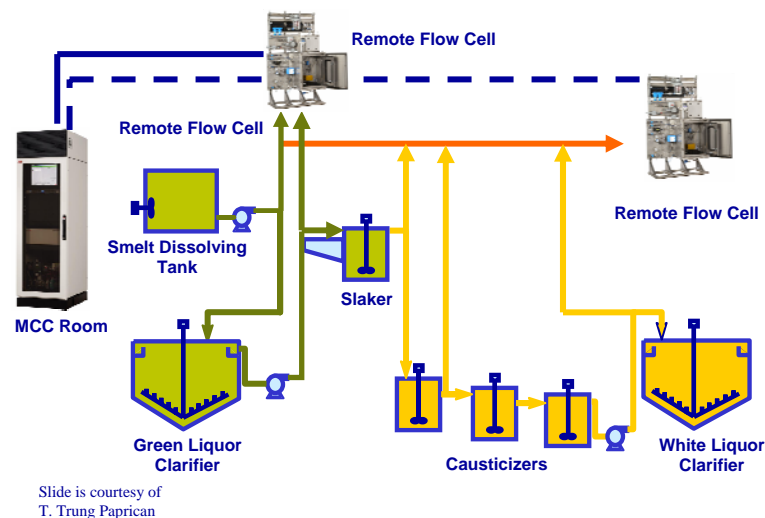 Remote Flow Cell
Remote Flow Cell
Remote Flow Cell
Smelt Dissolving
Tank
Slaker
MCC Room
Green Liquor
Clarifier
Causticizers
White Liquor
Clarifier
Slide is courtesy of
T. Trung Paprican